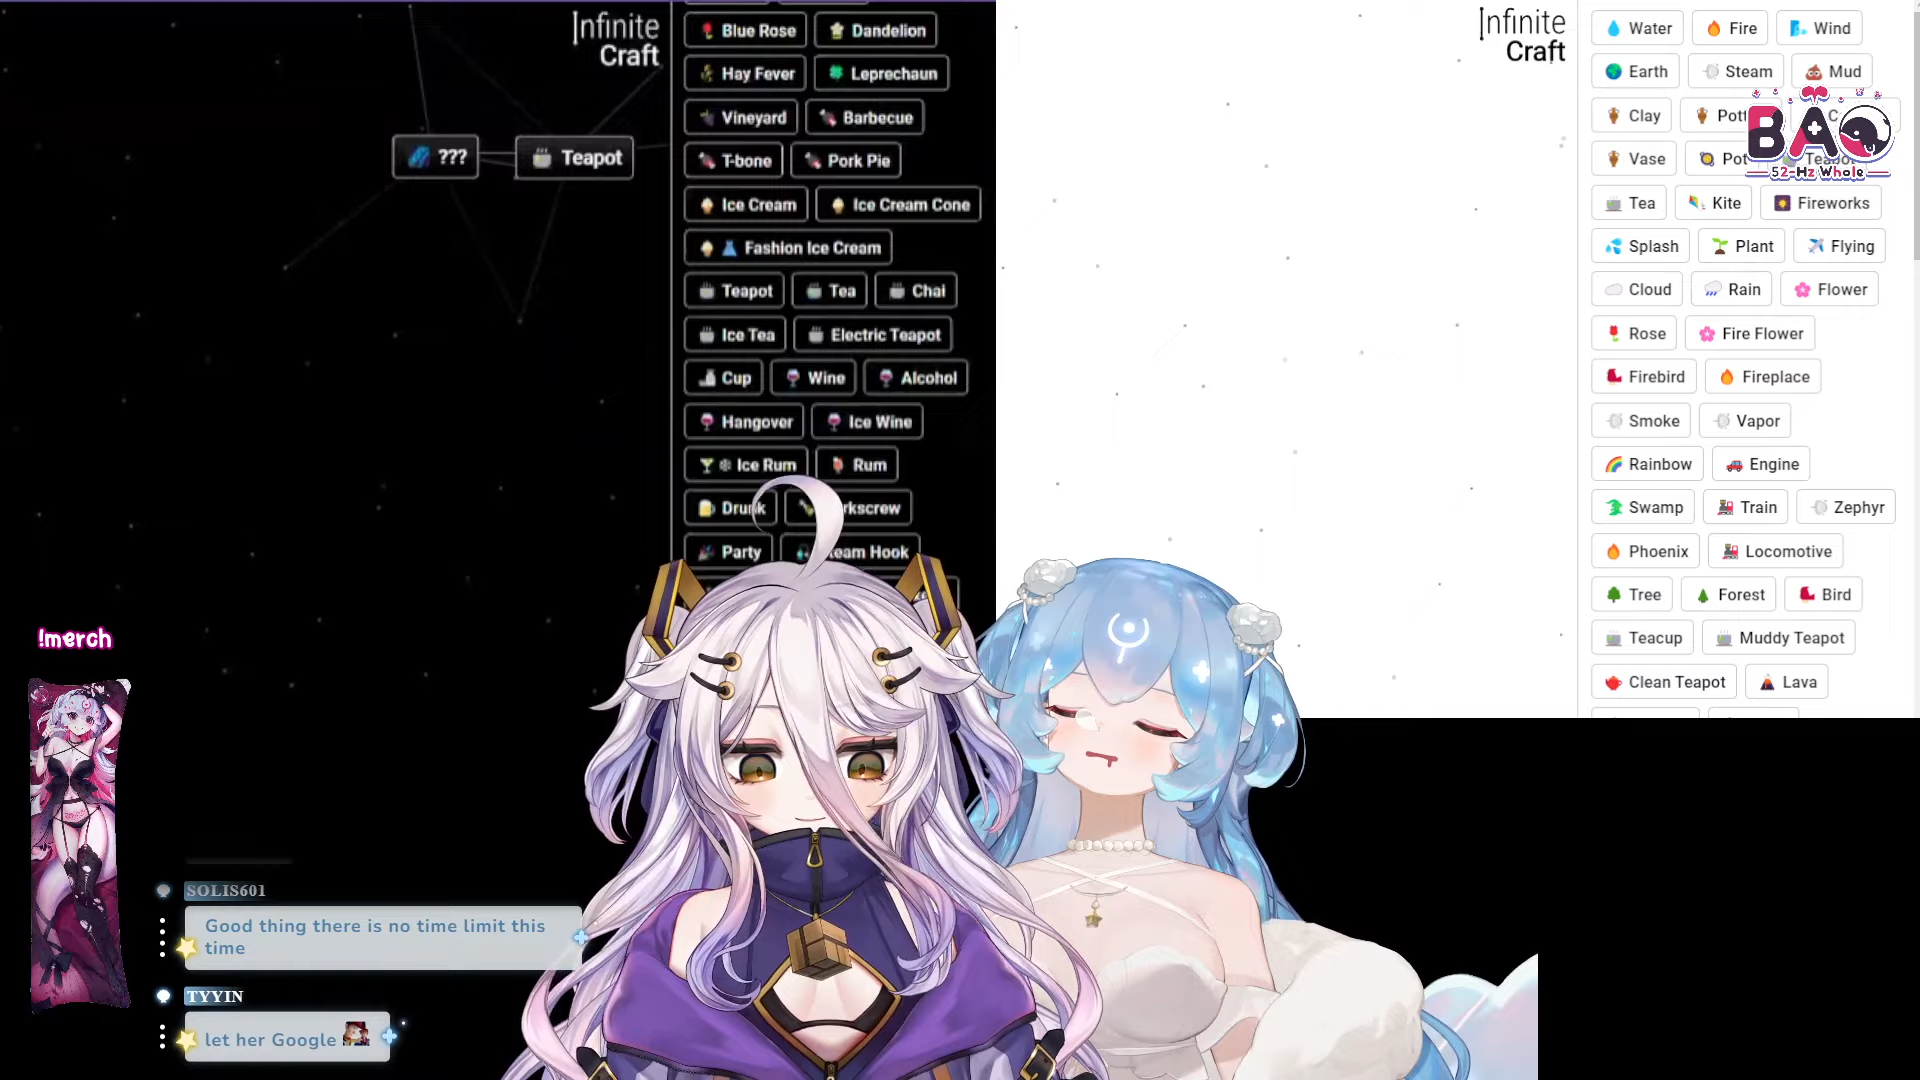 Infinite
Craft
??? Teapot
Blue Rose Dandelion
Hay Fever Leprechaun
Vineyard Barbecue
T-bone Pork Pie
Ice Cream Ice Cream Cone
Fashion Ice Cream
Teapot Tea Chai
Ice Tea Electric Teapot
Cup Wine Alcohol
Hangover Ice Wine
Ice Rum Rum
Drunk
Party
Infinite
Craft
Water Fire Wind
Earth Steam Mud
Clay
Vase Pot Teapot
Tea Kite Fireworks
Splash Plant Flying
Cloud Rain Flower
Rose Fire Flower
Firebird Fireplace
Smoke Vapor
Rainbow Engine
Swamp Train Zephyr
Phoenix Locomotive
Tree Forest Bird
Teacup Muddy Teapot
Clean Teapot Lava
BAO
52-Hz Whole
!merch
SOLIS601
Good thing there is no time limit this
time
TYYIN
let her Google